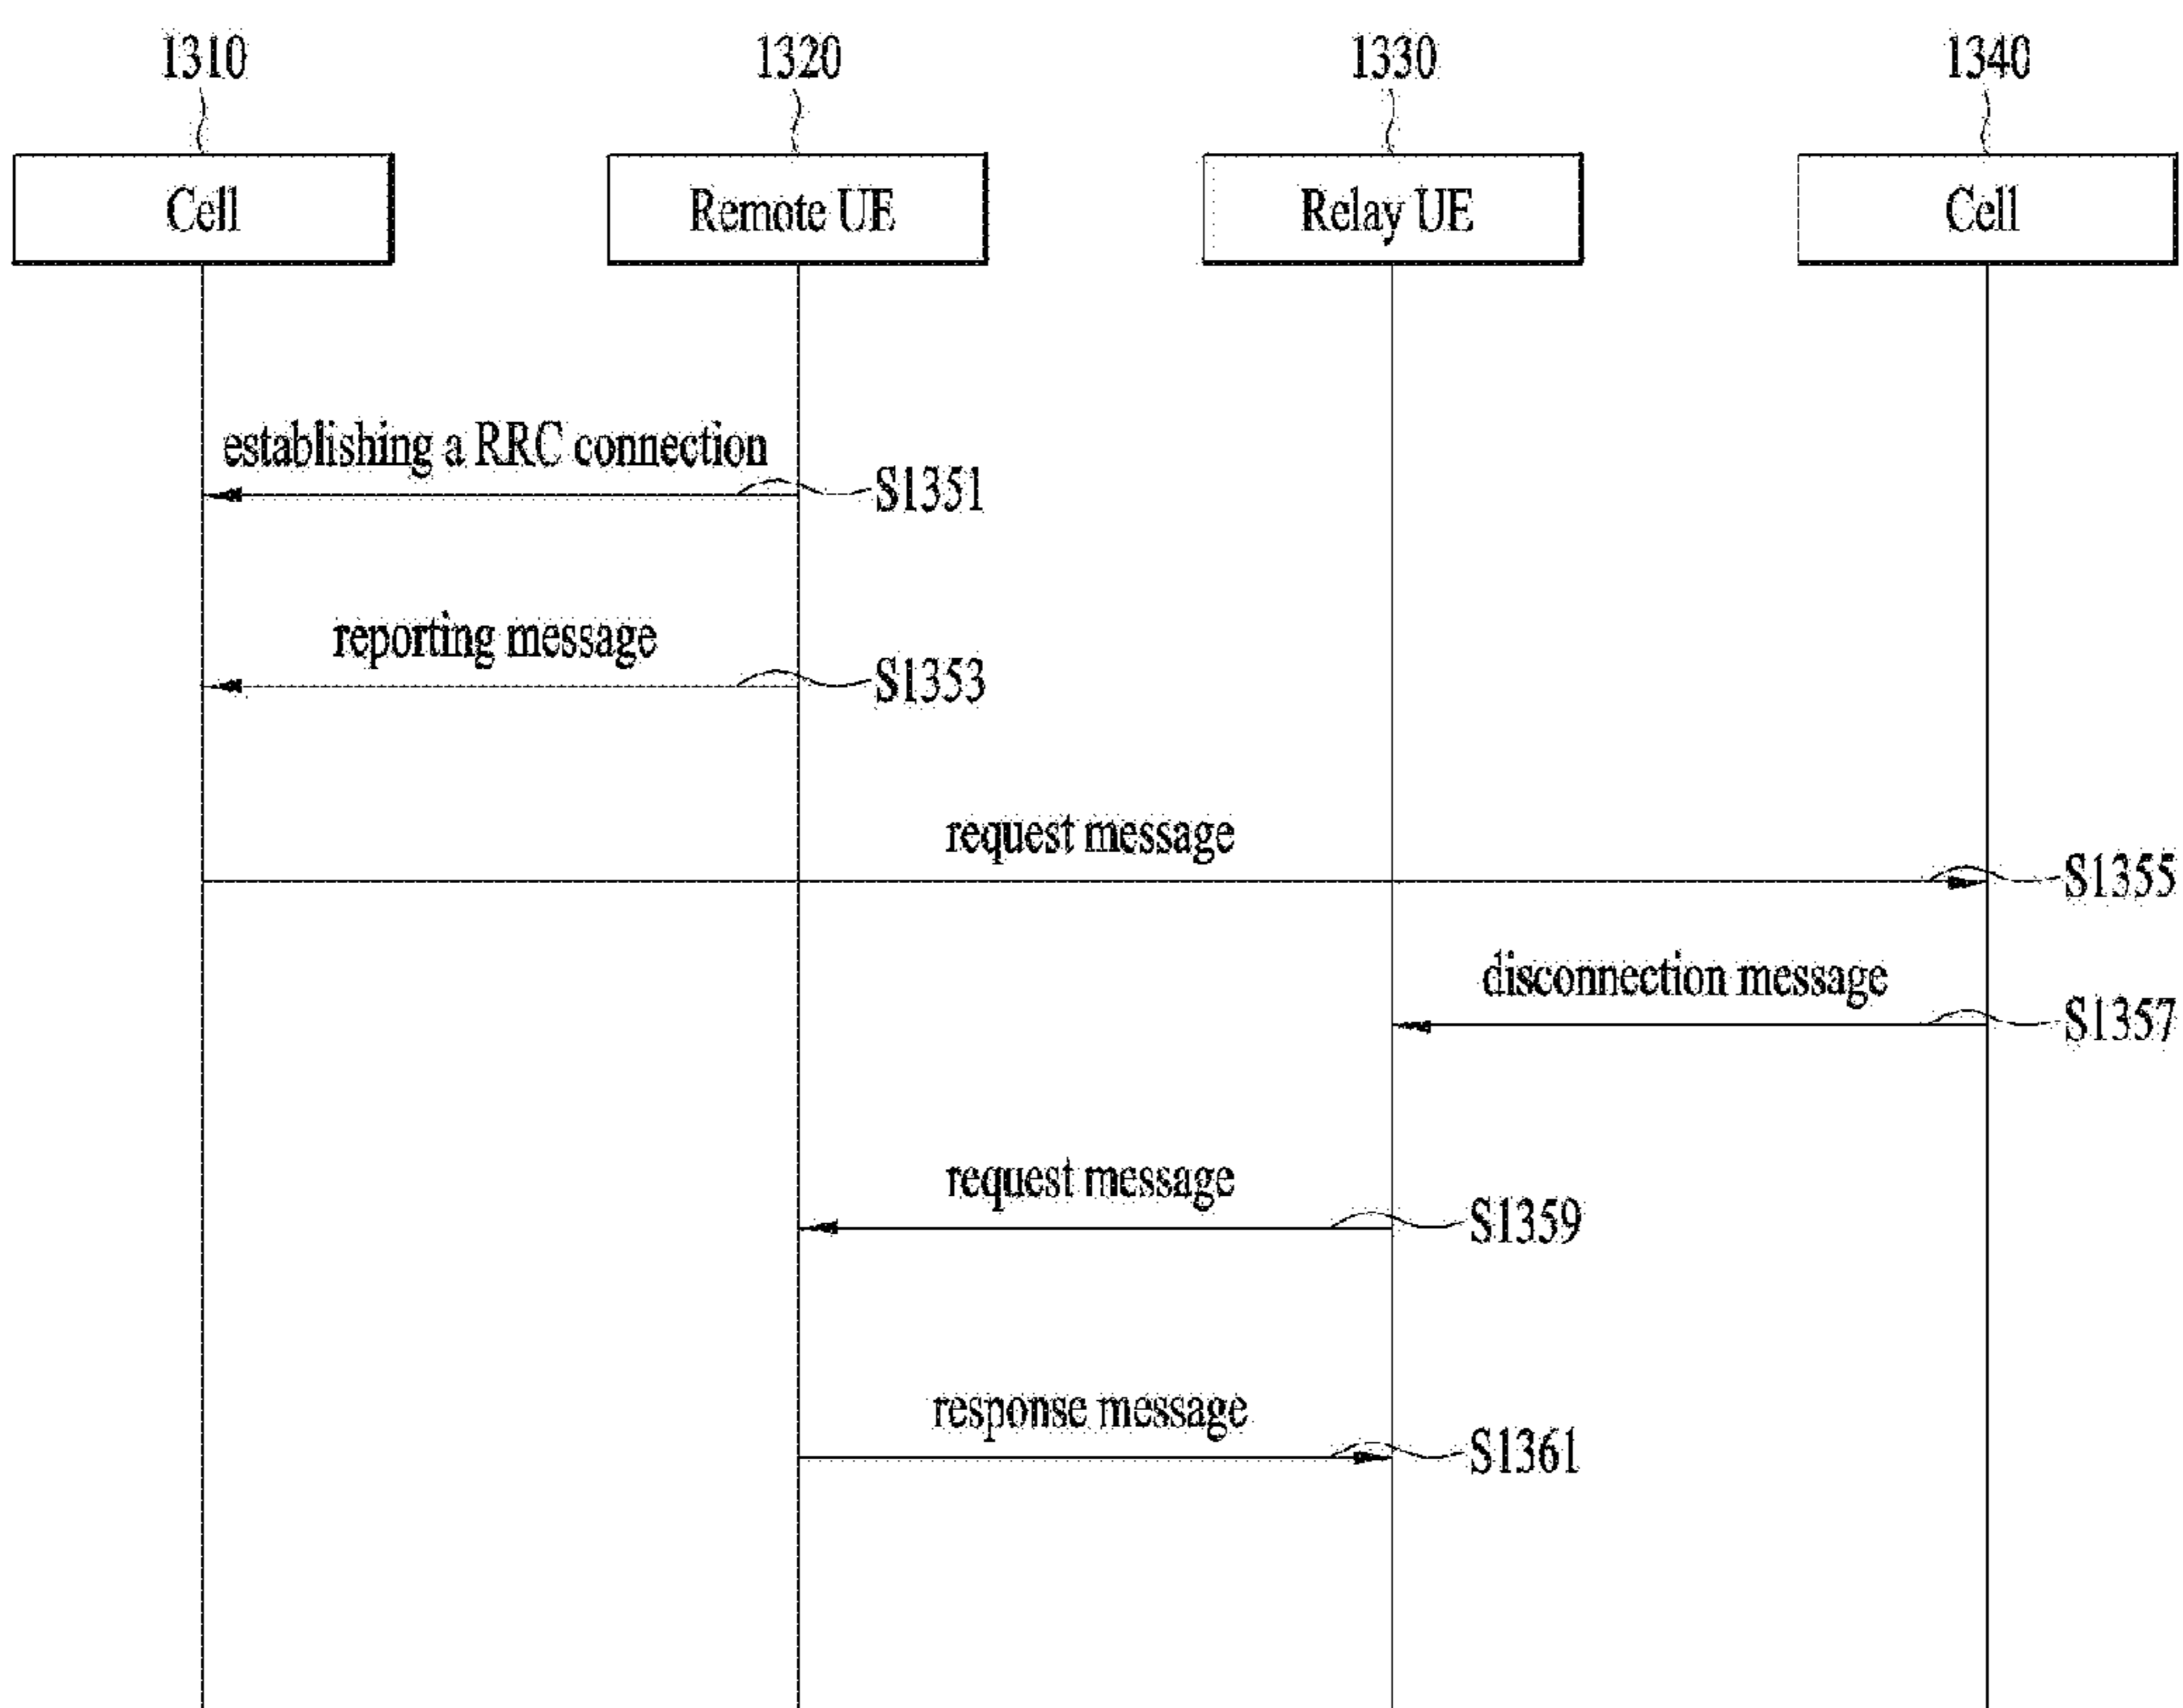 1310
1320
1330
1340
Cell
Remote UE
Relay UE
Cell
establishing a RRC connection
S1351
reporting message
S1353
request message
S1355
disconnection message
S1357
request message
S1359
response message
S1361